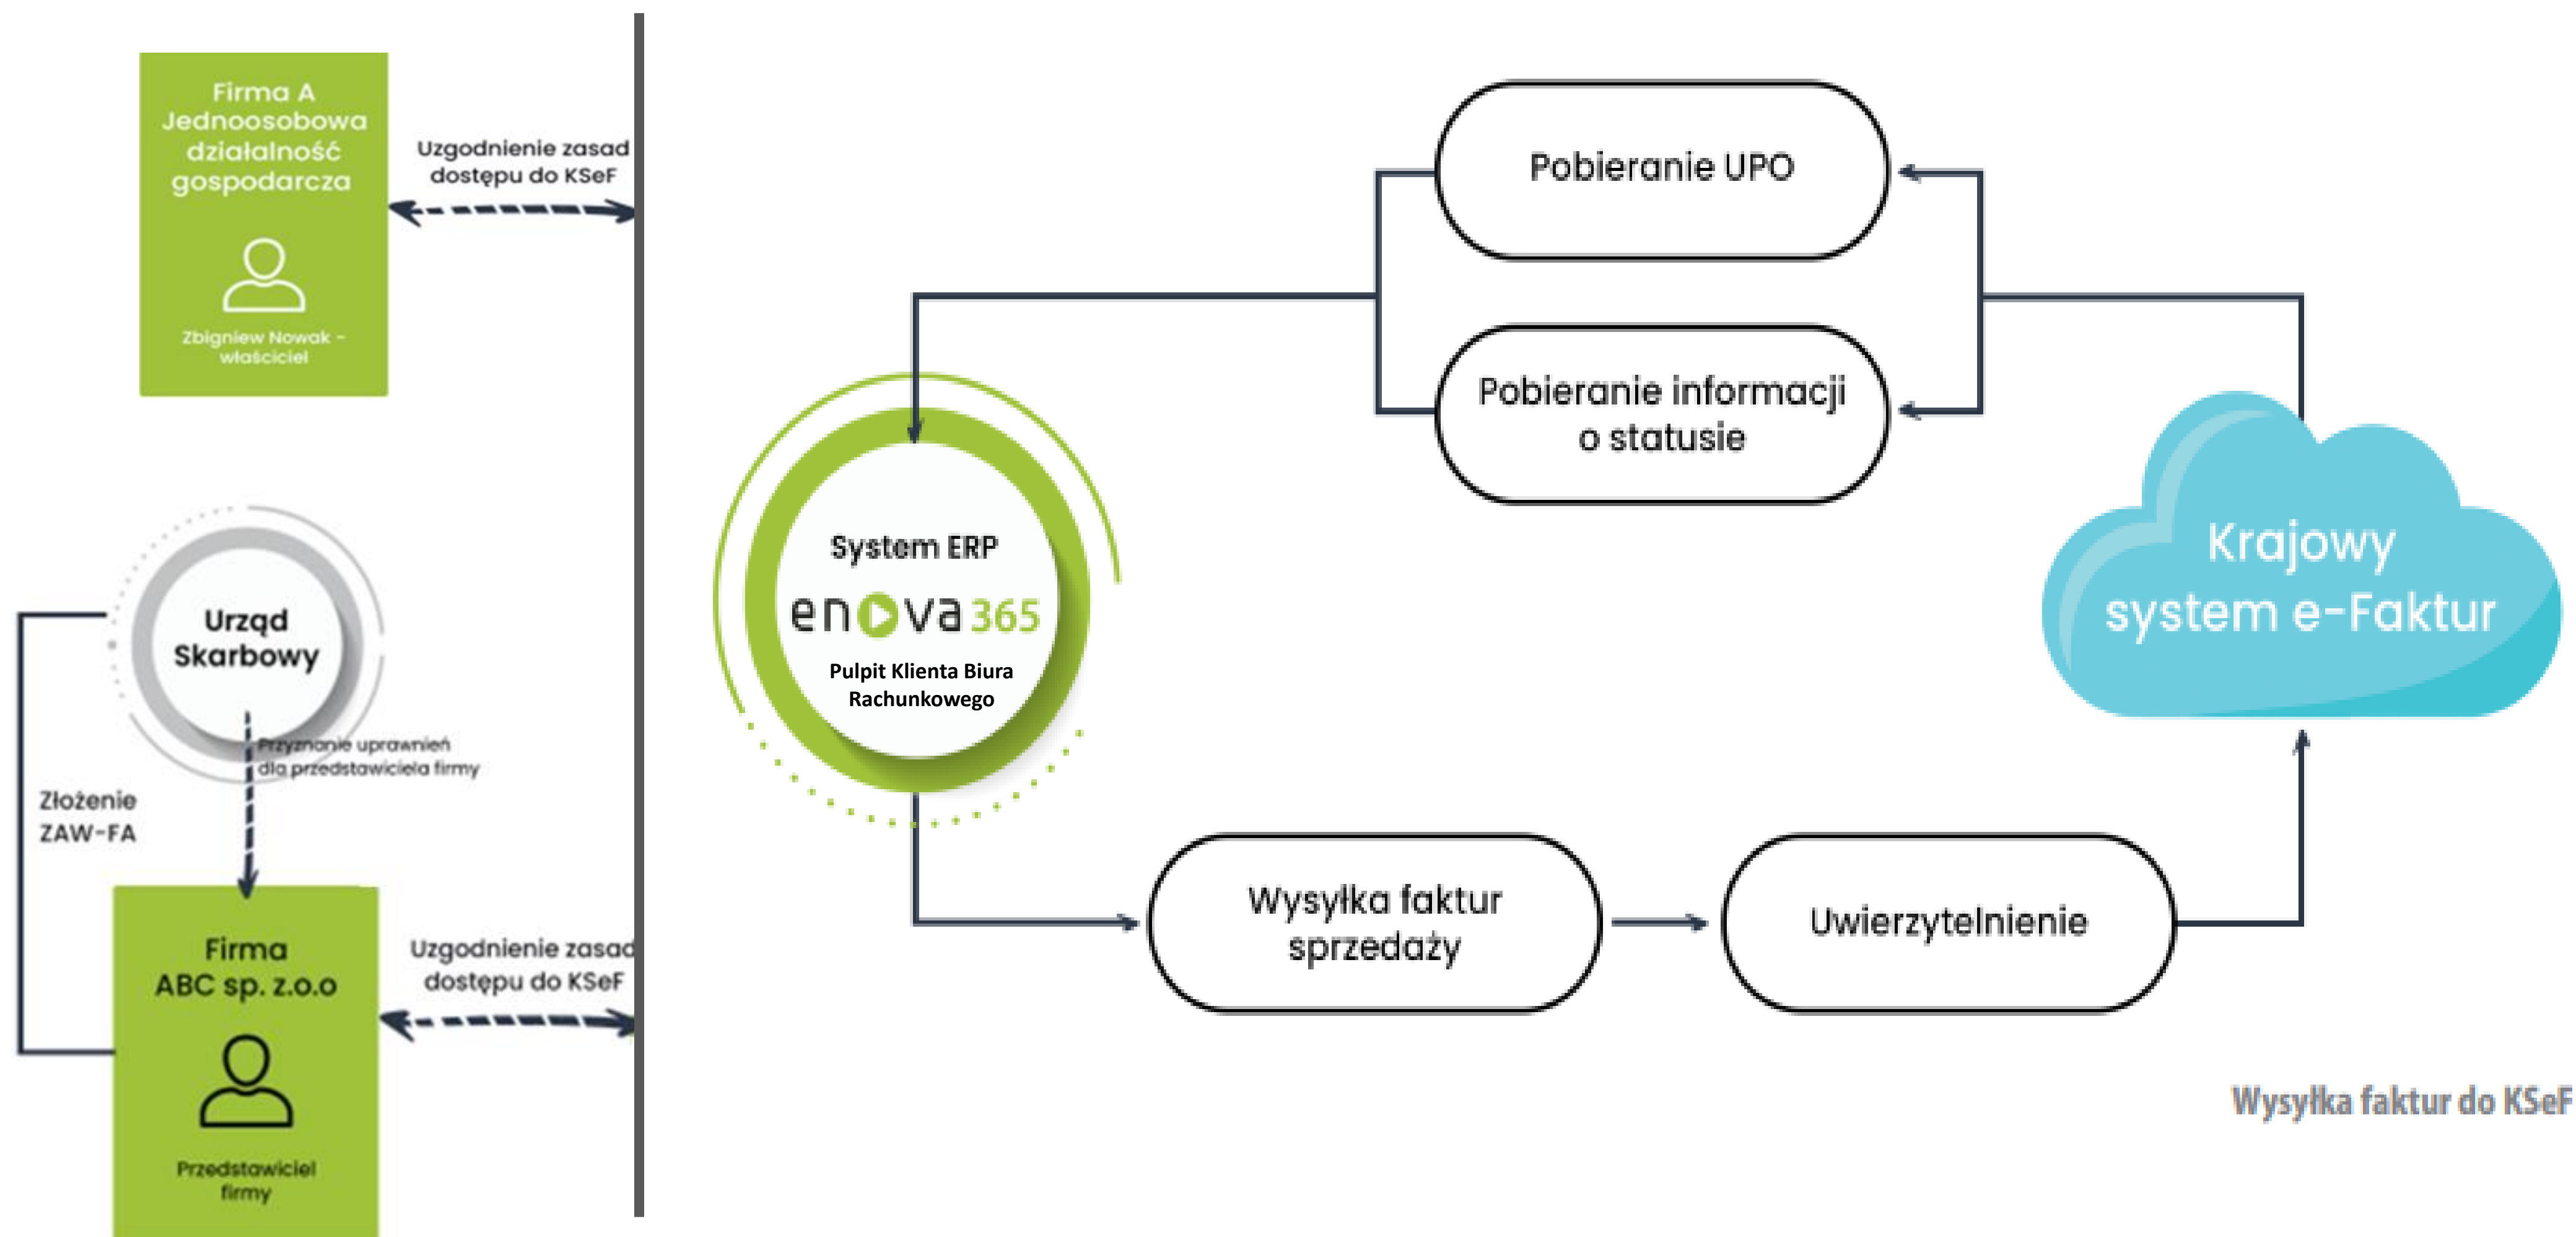 Firma A
Jednoosobowa
działalność
gospodarcza
Zbigniew Nowak -
właściciel
Uzgodnienie zasad
dostępu do KSeF
Urząd
Skarbowy
Przyznanie uprawnień
dla przedstawiciela firmy
Złożenie
ZAW-FA
Firma
ABC sp. z.o.o
Przedstawiciel
firmy
Uzgodnienie zasad
dostępu do KSeF
Pobieranie UPO
Pobieranie informacji
o statusie
System ERP
enova365
Pulpit Klienta Biura
Rachunkowego
Krajowy
system e-Faktur
Wysyłka faktur
sprzedaży
Uwierzytelnienie
Wysyłka faktur do KSeF